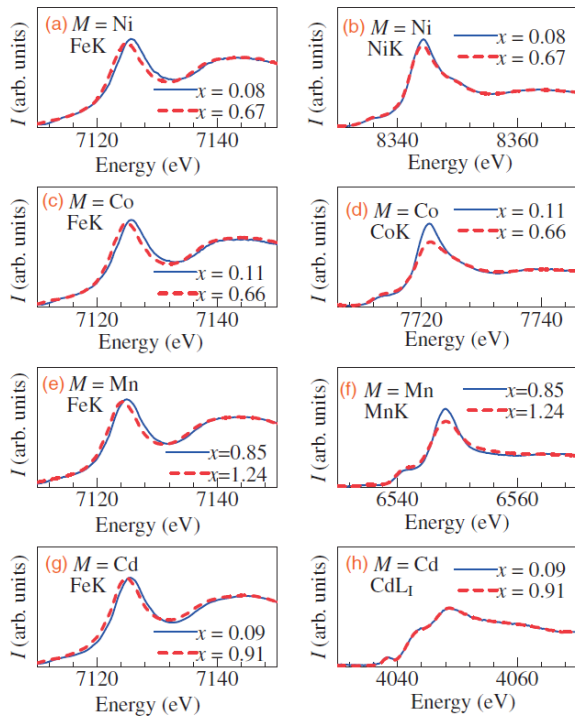 (a) M = Ni
FeK
x = 0.08
x = 0.67
I (arb. units)
7120 7140
Energy (eV)
(b) M = Ni
NiK
x = 0.08
x = 0.67
I (arb. units)
8340 8360
Energy (eV)
(c) M = Co
FeK
x = 0.11
x = 0.66
I (arb. units)
7120 7140
Energy (eV)
(d) M = Co
CoK
x = 0.11
x = 0.66
I (arb. units)
7720 7740
Energy (eV)
(e) M = Mn
FeK
x=0.85
x=1.24
I (arb. units)
7120 7140
Energy (eV)
(f) M = Mn
MnK
x=0.85
x=1.24
I (arb. units)
6540 6560
Energy (eV)
(g) M = Cd
FeK
x = 0.09
x = 0.91
I (arb. units)
7120 7140
Energy (eV)
(h) M = Cd
CdLI
x = 0.09
x = 0.91
I (arb. units)
4040 4060
Energy (eV)